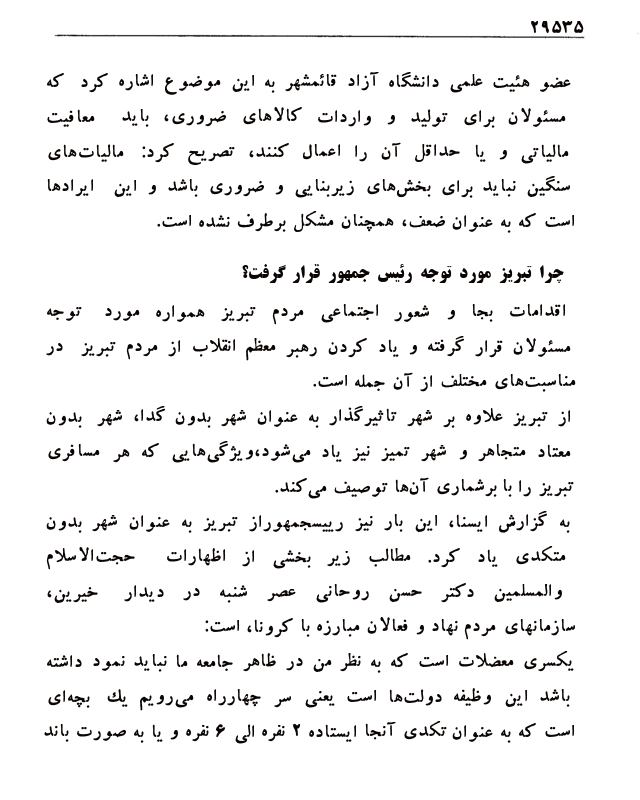 ۲۹۵۳۵
عضو هئیت علمی دانشگاه آزاد قائمشهر به این موضوع اشاره کرد که
مسئولان برای تولید و واردات کالاهای ضروری، باید معافیت
مالیاتی و یا حداقل آن را اعمال کنند، تصریح کرد: مالیات‌های
سنگین نباید برای بخش‌های زیربنایی و ضروری باشد و این ایرادها
است که به عنوان ضعف، همچنان مشکل برطرف نشده است.
چرا تبریز مورد توجه رئیس جمهور قرار گرفت؟
اقدامات بجا و شعور اجتماعی مردم تبریز همواره مورد توجه
مسئولان قرار گرفته و یاد کردن رهبر معظم انقلاب از مردم تبریز در
مناسبت‌های مختلف از آن جمله است.
از تبریز علاوه بر شهر تاثیرگذار به عنوان شهر بدون گدا، شهر بدون
معتاد متجاهر و شهر تمیز نیز یاد می‌شود،ویژگی‌هایی که هر مسافری
تبریز را با برشماری آن‌ها توصیف می‌کند.
به گزارش ایسنا، این بار نیز رییسجمهوراز تبریز به عنوان شهر بدون
متکدی یاد کرد. مطالب زیر بخشی از اظهارات حجت‌الاسلام
والمسلمین دکتر حسن روحانی عصر شنبه در دیدار خیرین،
سازمانهای مردم نهاد و فعالان مبارزه با کرونا، است:
یکسری معضلات است که به نظر من در ظاهر جامعه ما نباید نمود داشته
باشد این وظیفه دولت‌ها است یعنی سر چهارراه می‌رویم یك بچه‌ای
است که به عنوان تکدی آنجا ایستاده ۲ نفره الی ۶ نفره و یا به صورت باند